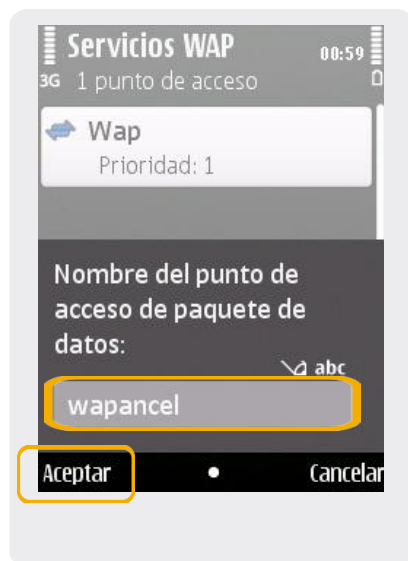 Servicios WAP 00:59
3G 1 punto de acceso
Wap
Prioridad: 1
Nombre del punto de
acceso de paquete de
datos:
abc
wapancel
Aceptar Cancelar